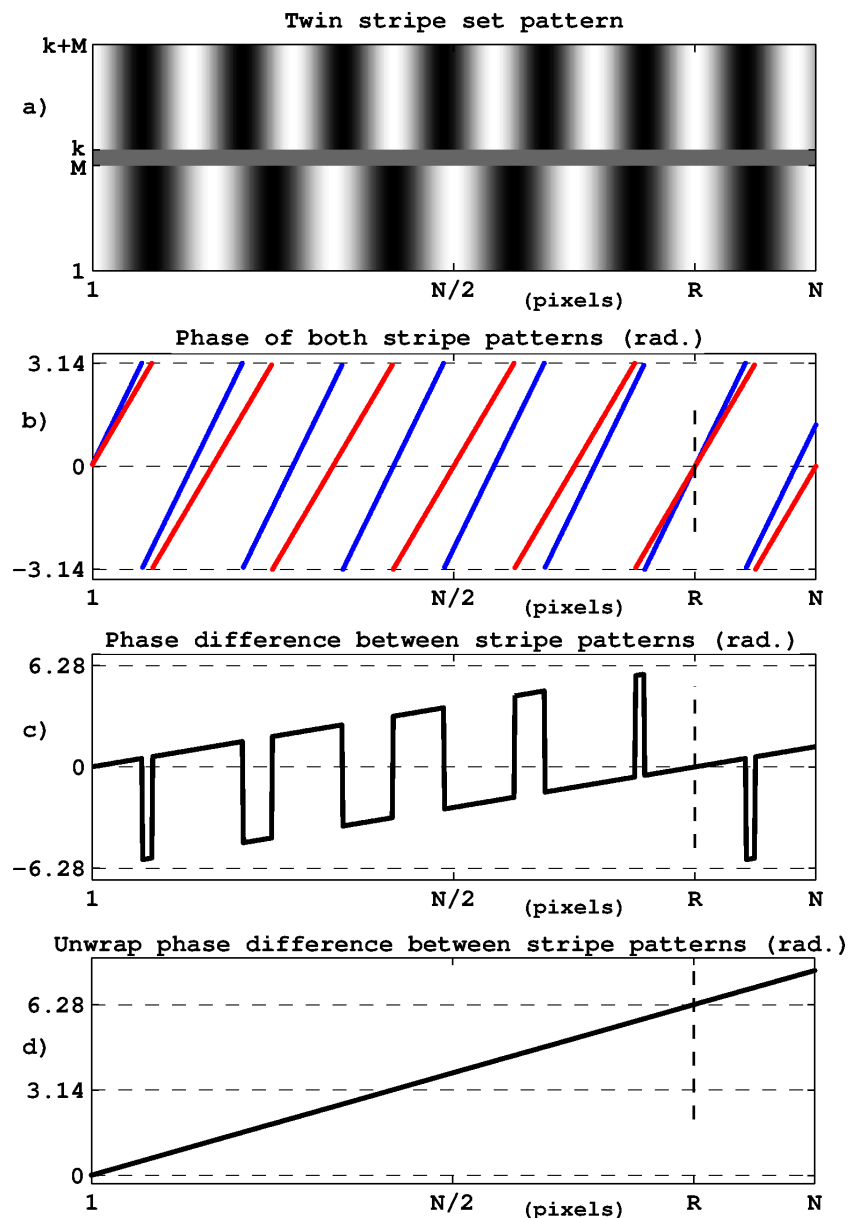 Twin stripe set pattern
k+M
a)
k
M
1
1 N/2 (pixels) R N
Phase of both stripe patterns (rad.)
3.14
b)
0
−3.14
1 N/2 (pixels) R N
Phase difference between stripe patterns (rad.)
6.28
c)
0
−6.28
1 N/2 (pixels) R N
Unwrap phase difference between stripe patterns (rad.)
6.28
d)
3.14
0
1 N/2 (pixels) R N